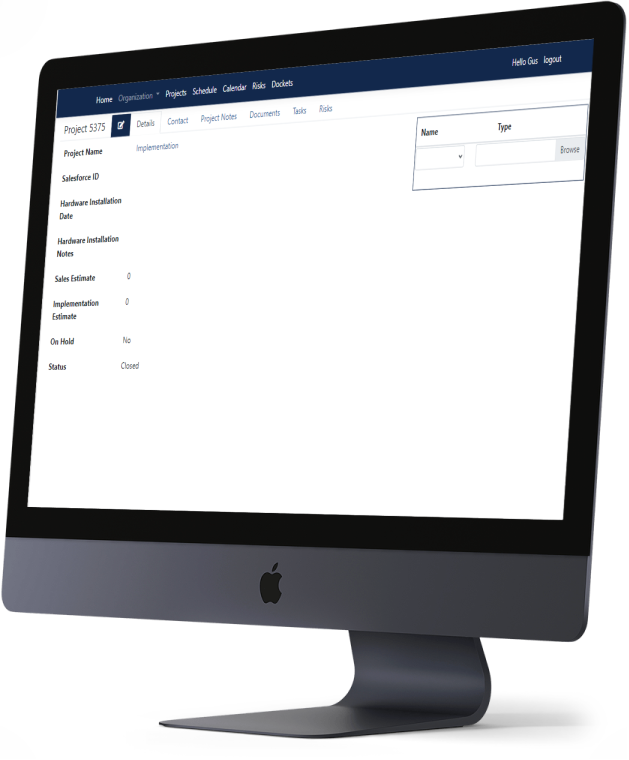 Home Organization Projects Schedule Calendar Risks Dockets Hello Gus logout
Project 5375 Details Contact Project Notes Documents Tasks Risks
Implementation
Name Type
Browse
Project Name
Salesforce ID
Hardware Installation
Date
Hardware Installation
Notes
Sales Estimate 0
Implementation 0
Estimate
On Hold No
Status Closed